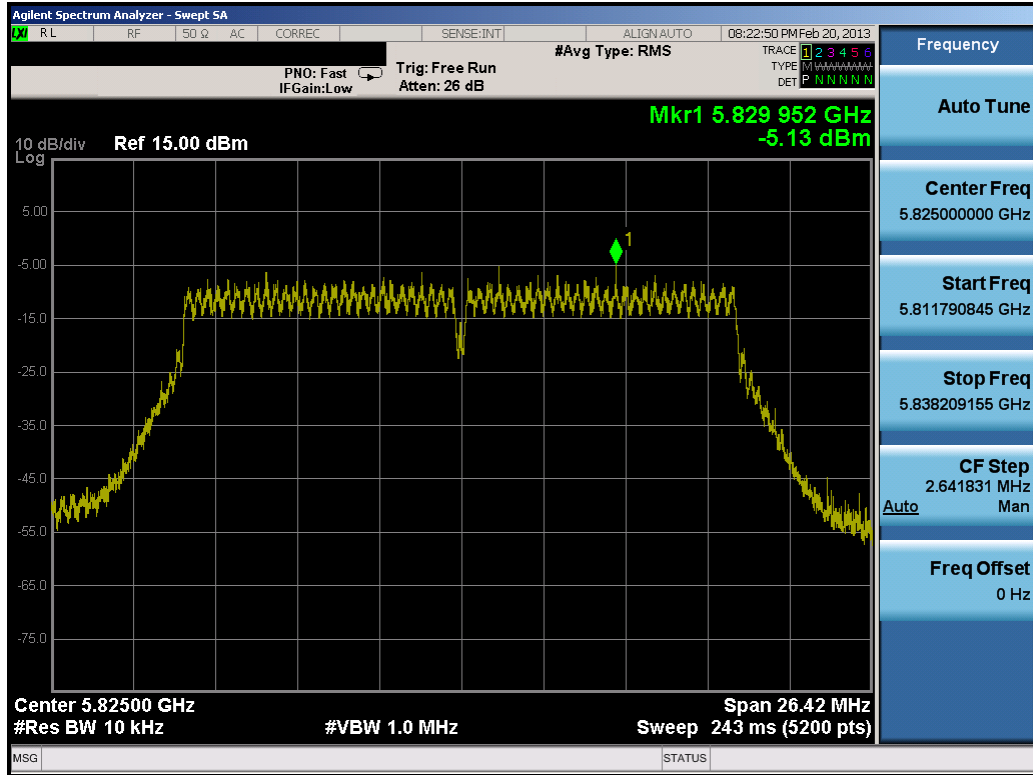 Agilent Spectrum Analyzer - Swept SA
LXI RL RF 50 Ω AC CORREC SENSE:INT ALIGN AUTO 08:22:50 PM Feb 20, 2013
#Avg Type: RMS
TRACE 1 2 3 4 5 6
PNO: Fast Trig: Free Run
TYPE M
IFGain:Low Atten: 26 dB
DET P N N N N N
Mkr1 5.829 952 GHz
-5.13 dBm
10 dB/div Ref 15.00 dBm
Log
5.00
-5.00
-15.0
-25.0
-35.0
-45.0
-55.0
-65.0
-75.0
1
Center 5.82500 GHz Span 26.42 MHz
#Res BW 10 kHz #VBW 1.0 MHz Sweep 243 ms (5200 pts)
MSG STATUS
Frequency
Auto Tune
Center Freq
5.825000000 GHz
Start Freq
5.811790845 GHz
Stop Freq
5.838209155 GHz
CF Step
2.641831 MHz
Auto Man
Freq Offset
0 Hz